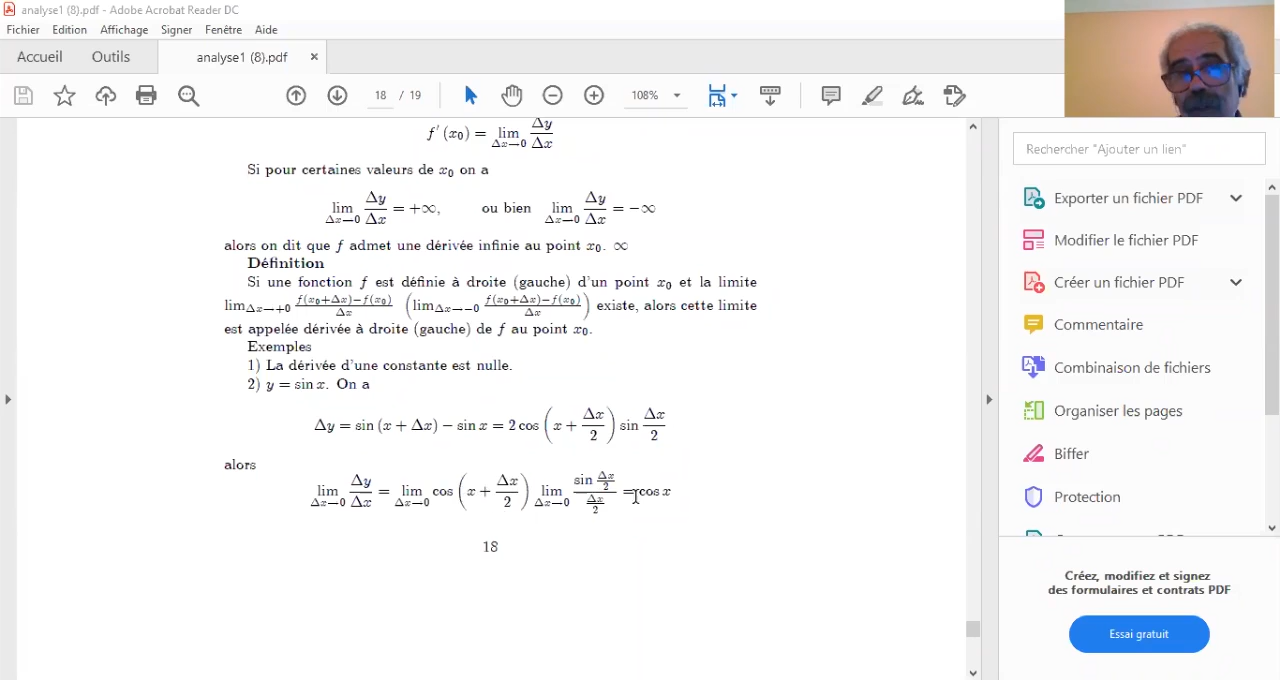 analyse1 (8).pdf - Adobe Acrobat Reader DC
Fichier Edition Affichage Signer Fenêtre Aide
Accueil Outils analyse1 (8).pdf ×
18 / 19 108%
f′(x₀) = lim_{Δx→0} Δy/Δx
Si pour certaines valeurs de x₀ on a
lim_{Δx→0} Δy/Δx = +∞, ou bien lim_{Δx→0} Δy/Δx = −∞
alors on dit que f admet une dérivée infinie au point x₀. ∞
Définition
Si une fonction f est définie à droite (gauche) d'un point x₀ et la limite
lim_{Δx→+0} (f(x₀+Δx)−f(x₀))/Δx (lim_{Δx→−0} (f(x₀+Δx)−f(x₀))/Δx) existe, alors cette limite
est appelée dérivée à droite (gauche) de f au point x₀.
Exemples
1) La dérivée d'une constante est nulle.
2) y = sin x. On a
Δy = sin (x + Δx) − sin x = 2 cos (x + Δx/2) sin Δx/2
alors
lim_{Δx→0} Δy/Δx = lim_{Δx→0} cos (x + Δx/2) lim_{Δx→0} (sin Δx/2)/(Δx/2) = cos x
18
Rechercher "Ajouter un lien"
Exporter un fichier PDF
Modifier le fichier PDF
Créer un fichier PDF
Commentaire
Combinaison de fichiers
Organiser les pages
Biffer
Protection
Créez, modifiez et signez
des formulaires et contrats PDF
Essai gratuit